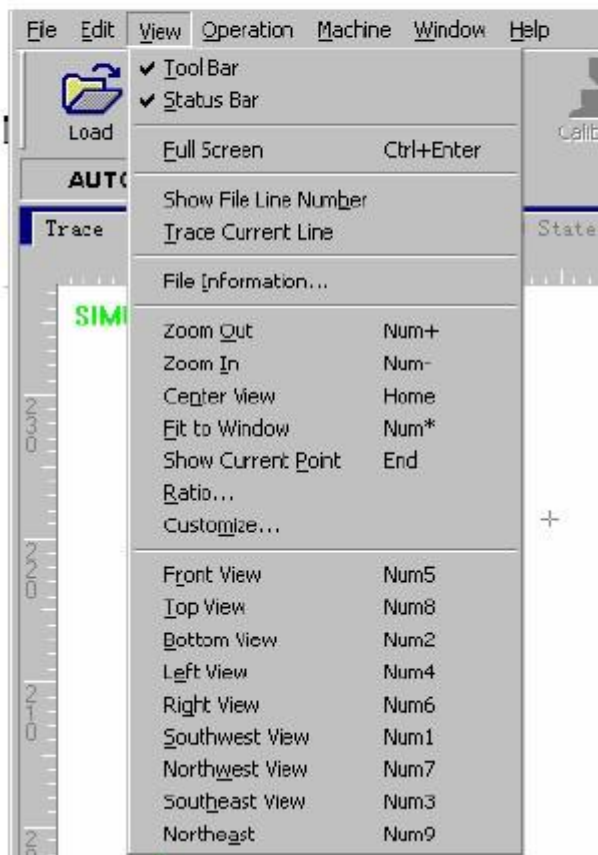 File Edit View Operation Machine Window Help
Load
AUTO
Trace
State
Tool Bar
Status Bar
Full Screen Ctrl+Enter
Show File Line Number
Trace Current Line
File Information...
Zoom Out Num+
Zoom In Num-
Center View Home
Fit to Window Num*
Show Current Point End
Ratio...
Customize...
Front View Num5
Top View Num8
Bottom View Num2
Left View Num4
Right View Num6
Southwest View Num1
Northwest View Num7
Southeast View Num3
Northeast Num9
230
220
210